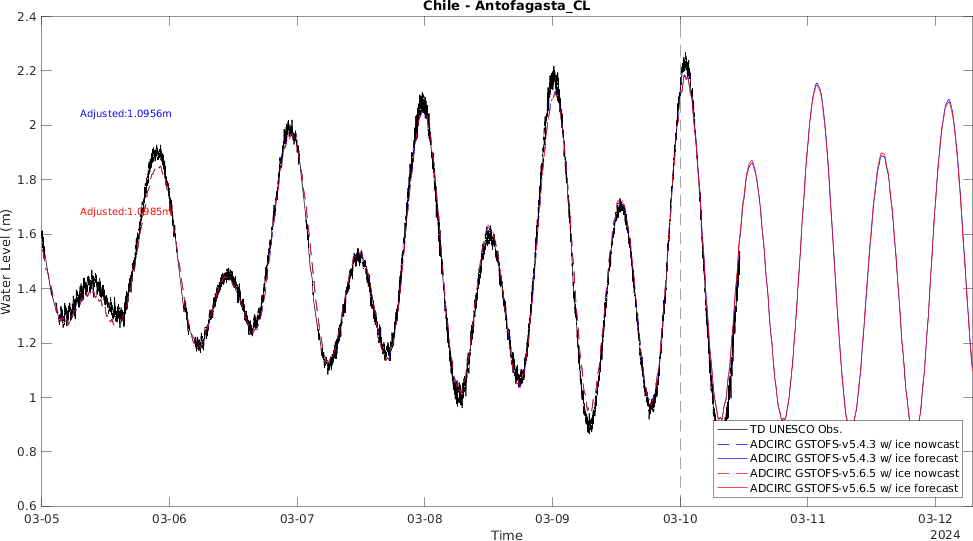 Chile - Antofagasta_CL
2.4
2.2
2
1.8
1.6
1.4
1.2
1
0.8
0.6
Water Level (m)
Adjusted:1.0956m
Adjusted:1.0985m
TD UNESCO Obs.
ADCIRC GSTOFS-v5.4.3 w/ ice nowcast
ADCIRC GSTOFS-v5.4.3 w/ ice forecast
ADCIRC GSTOFS-v5.6.5 w/ ice nowcast
ADCIRC GSTOFS-v5.6.5 w/ ice forecast
03-05 03-06 03-07 03-08 03-09 03-10 03-11 03-12
Time
2024